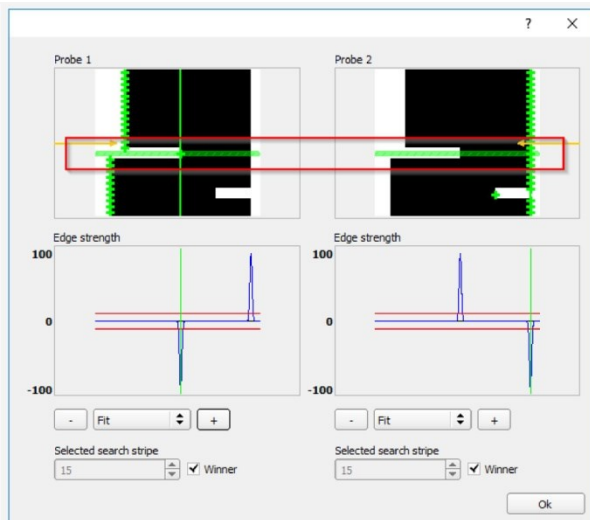 ?
Probe 1 Probe 2
Edge strength Edge strength
100 100
0 0
-100 -100
- Fit + - Fit +
Selected search stripe Selected search stripe
15 Winner 15 Winner
Ok